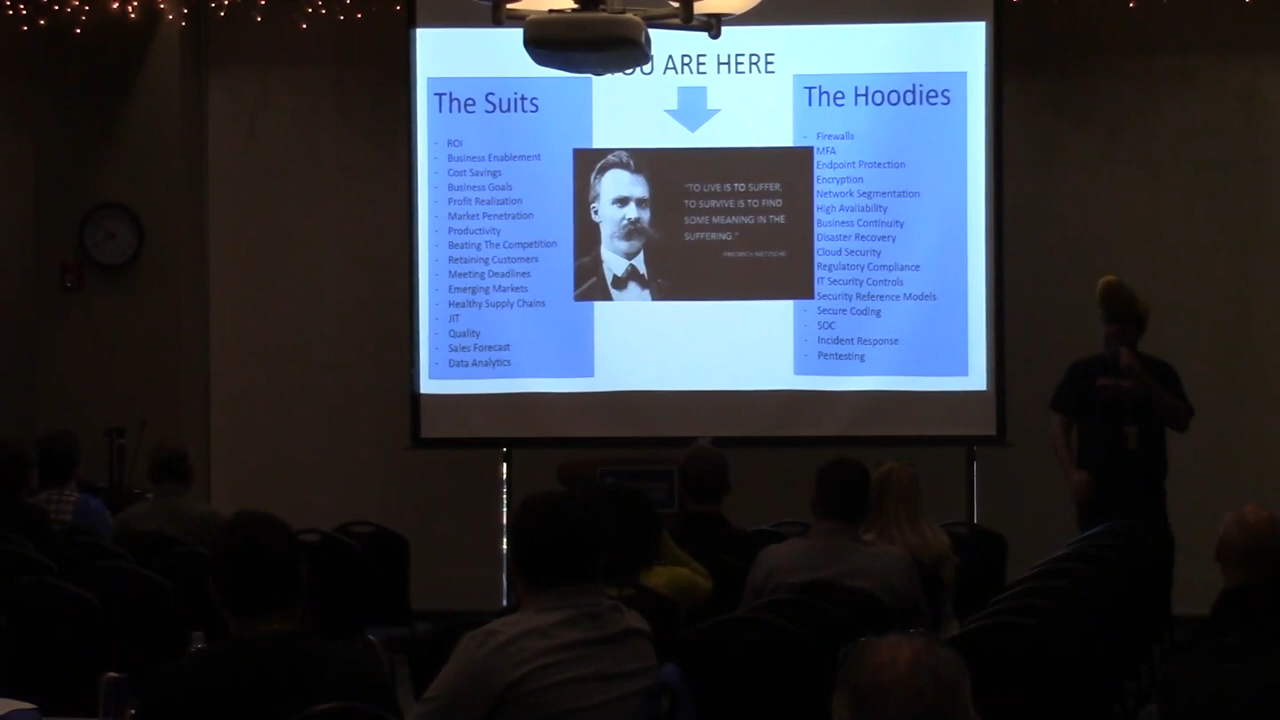 YOU ARE HERE
The Suits
- ROI
- Business Enablement
- Cost Savings
- Business Goals
- Profit Realization
- Market Penetration
- Productivity
- Beating The Competition
- Retaining Customers
- Meeting Deadlines
- Emerging Markets
- Healthy Supply Chains
- JIT
- Quality
- Sales Forecast
- Data Analytics
"TO LIVE IS TO SUFFER,
TO SURVIVE IS TO FIND
SOME MEANING IN THE
SUFFERING."
FRIEDRICH NIETZSCHE
The Hoodies
- Firewalls
MFA
Endpoint Protection
Encryption
Network Segmentation
High Availability
Business Continuity
Disaster Recovery
Cloud Security
Regulatory Compliance
IT Security Controls
Security Reference Models
- Secure Coding
- SOC
- Incident Response
- Pentesting